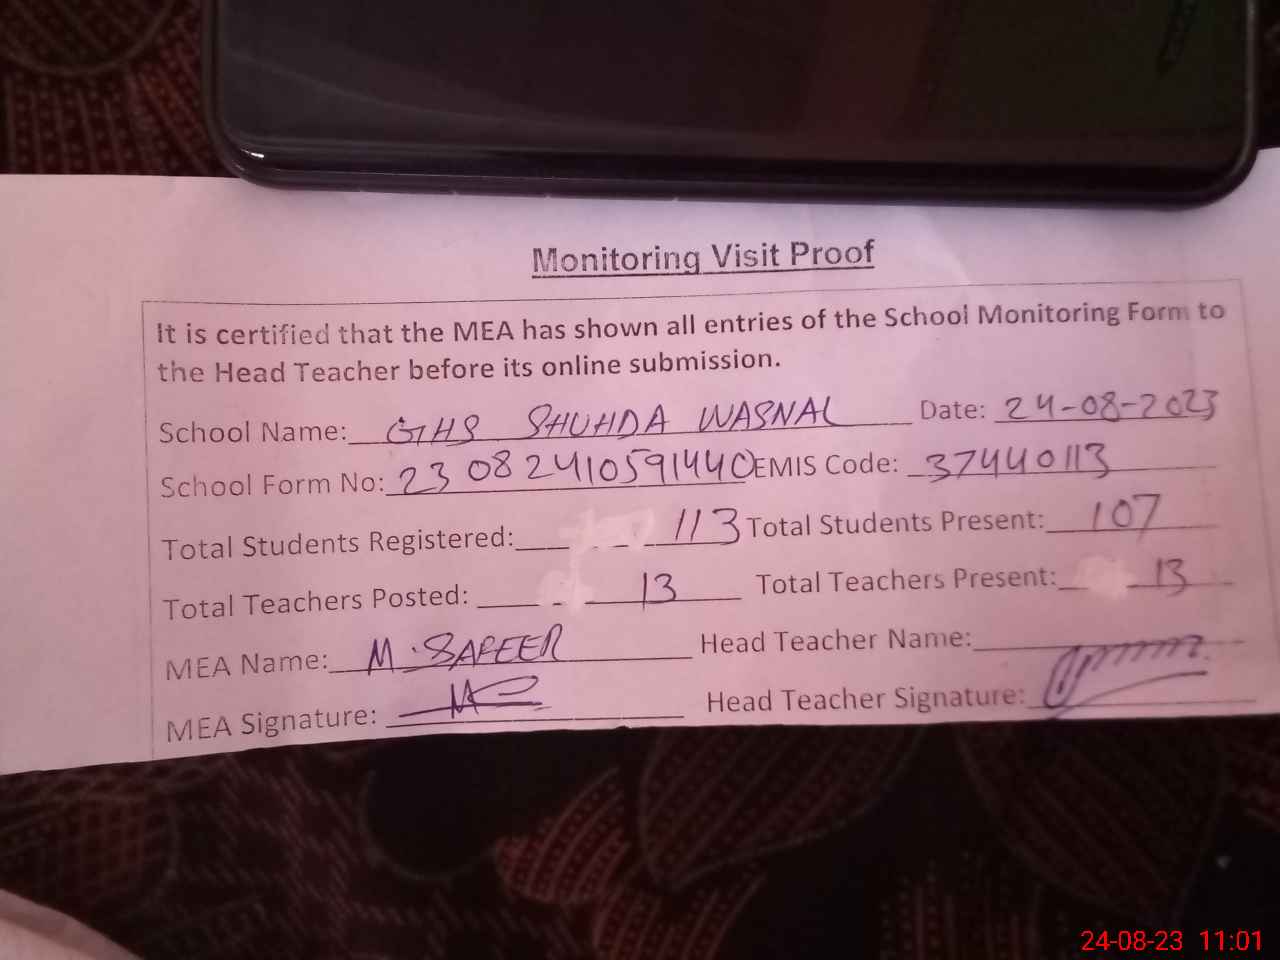 Monitoring Visit Proof
It is certified that the MEA has shown all entries of the School Monitoring Form to
the Head Teacher before its online submission.
School Name: GHS SHUHDA WASNAL Date: 24-08-2023
School Form No: 23082410591440 EMIS Code: 37440113
Total Students Registered: 113 Total Students Present: 107
Total Teachers Posted: 13 Total Teachers Present: 13
MEA Name: M. SAFEER Head Teacher Name:
MEA Signature: Head Teacher Signature:
24-08-23 11:01